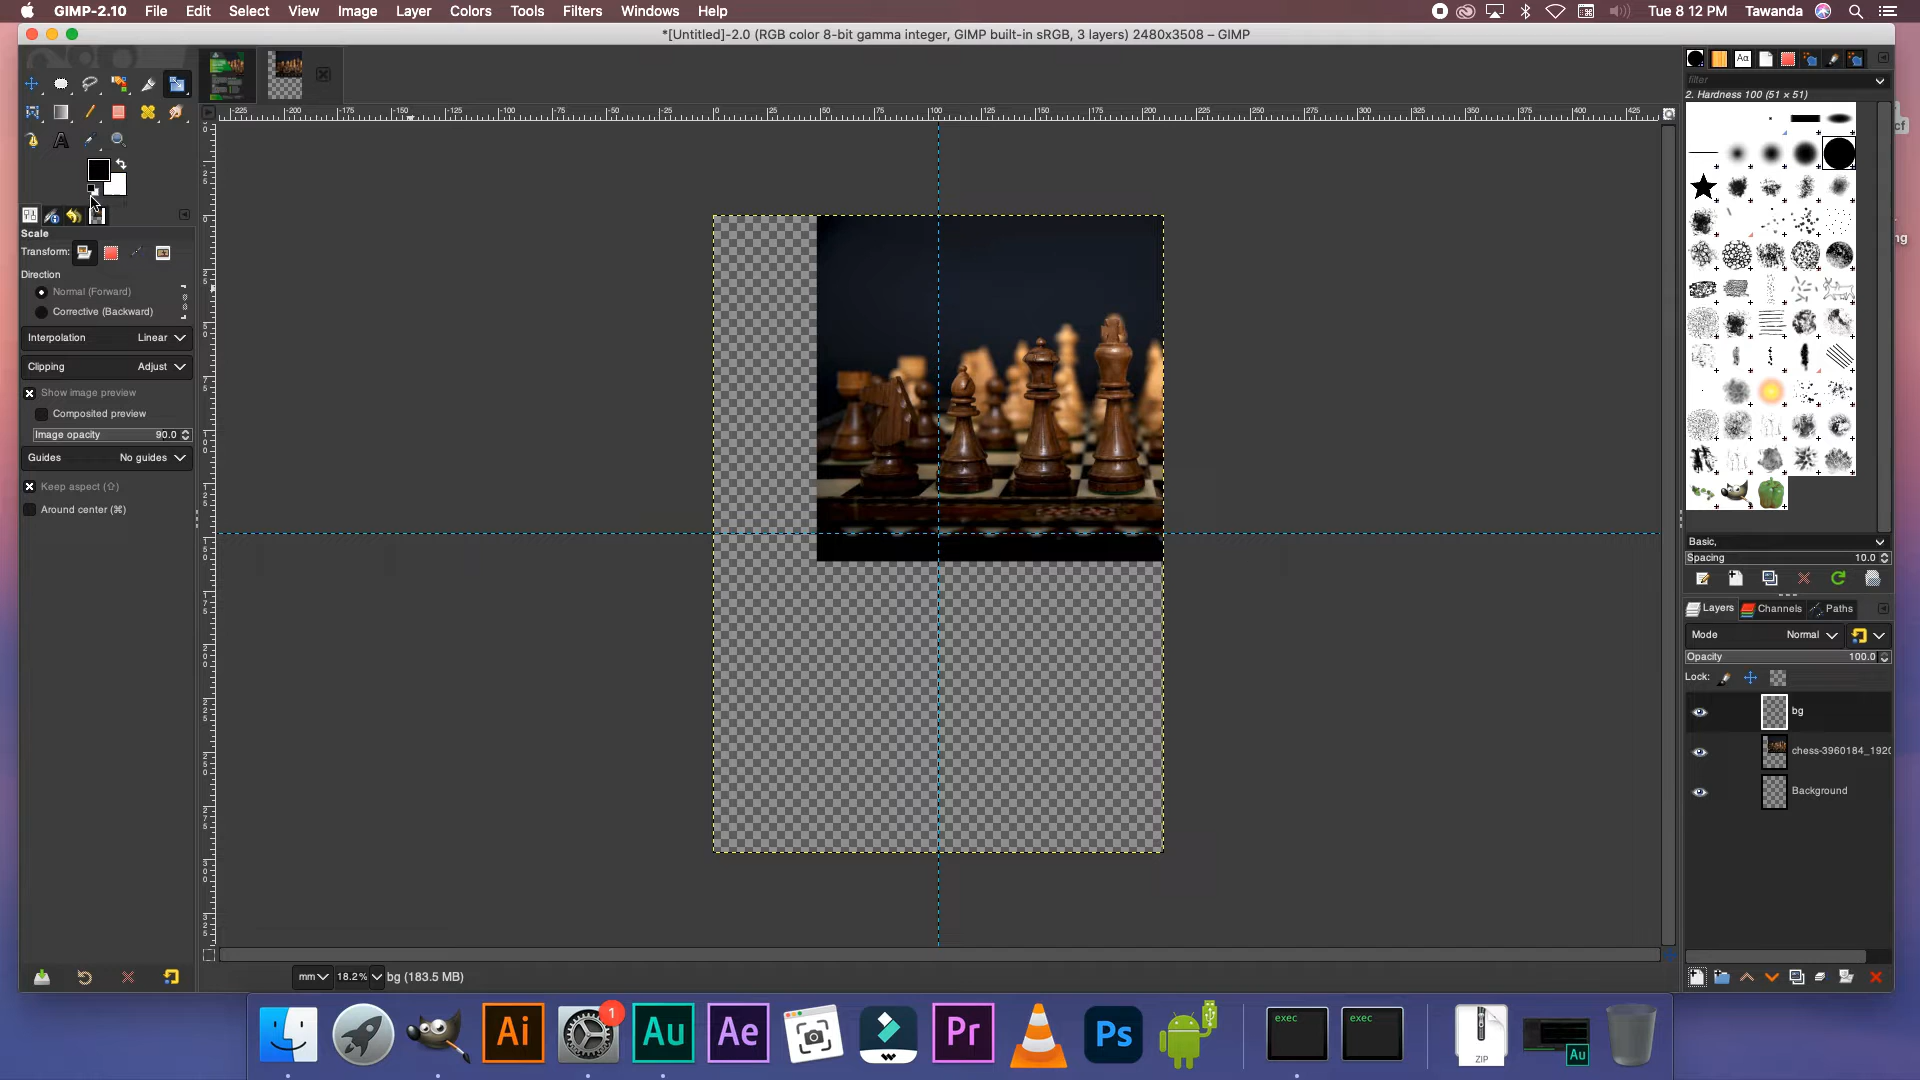 GIMP-2.10 File Edit Select View Image Layer Colors Tools Filters Windows Help
Tue 8 12 PM Tawanda
*[Untitled]-2.0 (RGB color 8-bit gamma integer, GIMP built-in sRGB, 3 layers) 2480x3508 – GIMP
filter
2. Hardness 100 (51 × 51)
Scale
Transform:
Direction
Normal (Forward)
Corrective (Backward)
Interpolation Linear
Clipping Adjust
Show image preview
Composited preview
Image opacity 90.0
Guides No guides
Keep aspect (⇧)
Around center (⌘)
Basic,
Spacing 10.0
Layers Channels Paths
Mode Normal
Opacity 100.0
Lock:
bg
chess-3960184_192
Background
mm 18.2% bg (183.5 MB)
1
Ai Au Ae Pr Ps exec exec ZIP Au